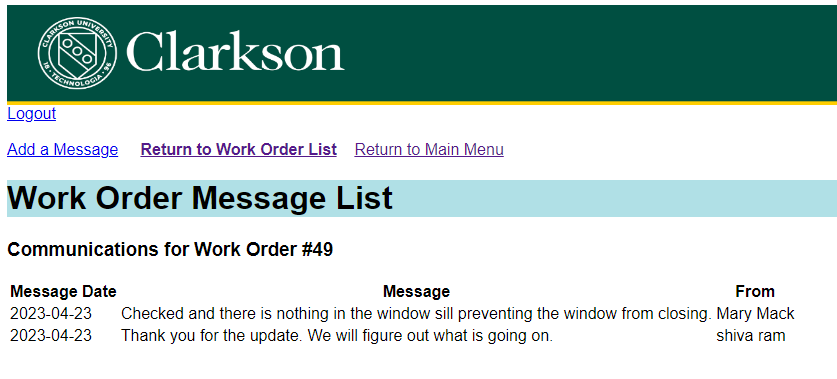 CLARKSON UNIVERSITY
18 · TECHNOLOGIA · 96
Clarkson
Logout
Add a Message Return to Work Order List Return to Main Menu
Work Order Message List
Communications for Work Order #49
Message Date Message From
2023-04-23 Checked and there is nothing in the window sill preventing the window from closing. Mary Mack
2023-04-23 Thank you for the update. We will figure out what is going on. shiva ram